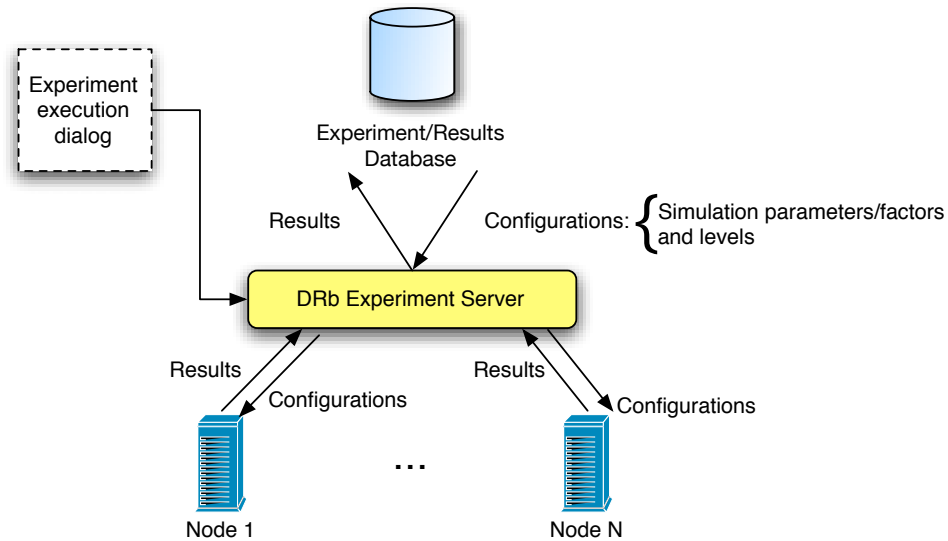 Experiment
execution
dialog
Experiment/Results
Database
Results
Configurations:
Simulation parameters/factors
and levels
DRb Experiment Server
Results
Configurations
Results
Configurations
...
Node 1
Node N